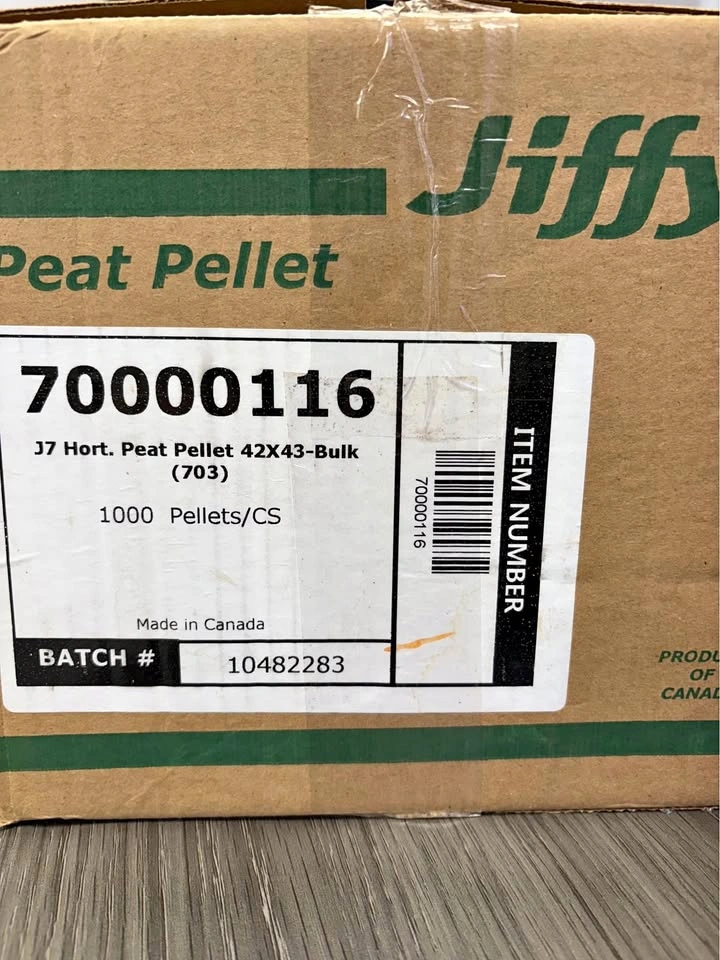 Jiffy
Peat Pellet
70000116
J7 Hort. Peat Pellet 42X43-Bulk
(703)
1000 Pellets/CS
Made in Canada
BATCH # 10482283
70000116
ITEM NUMBER
PRODU
OF
CANAD